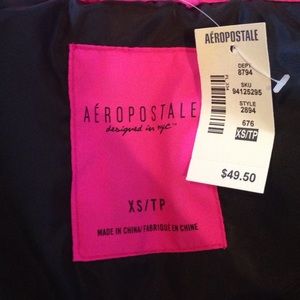 AÉROPOSTALE
designed in nyc™
XS/TP
MADE IN CHINA/FABRIQUÉ EN CHINE
AÉROPOSTALE
DEPT
8794
SKU
94125295
STYLE
2894
676
XS/TP
$49.50